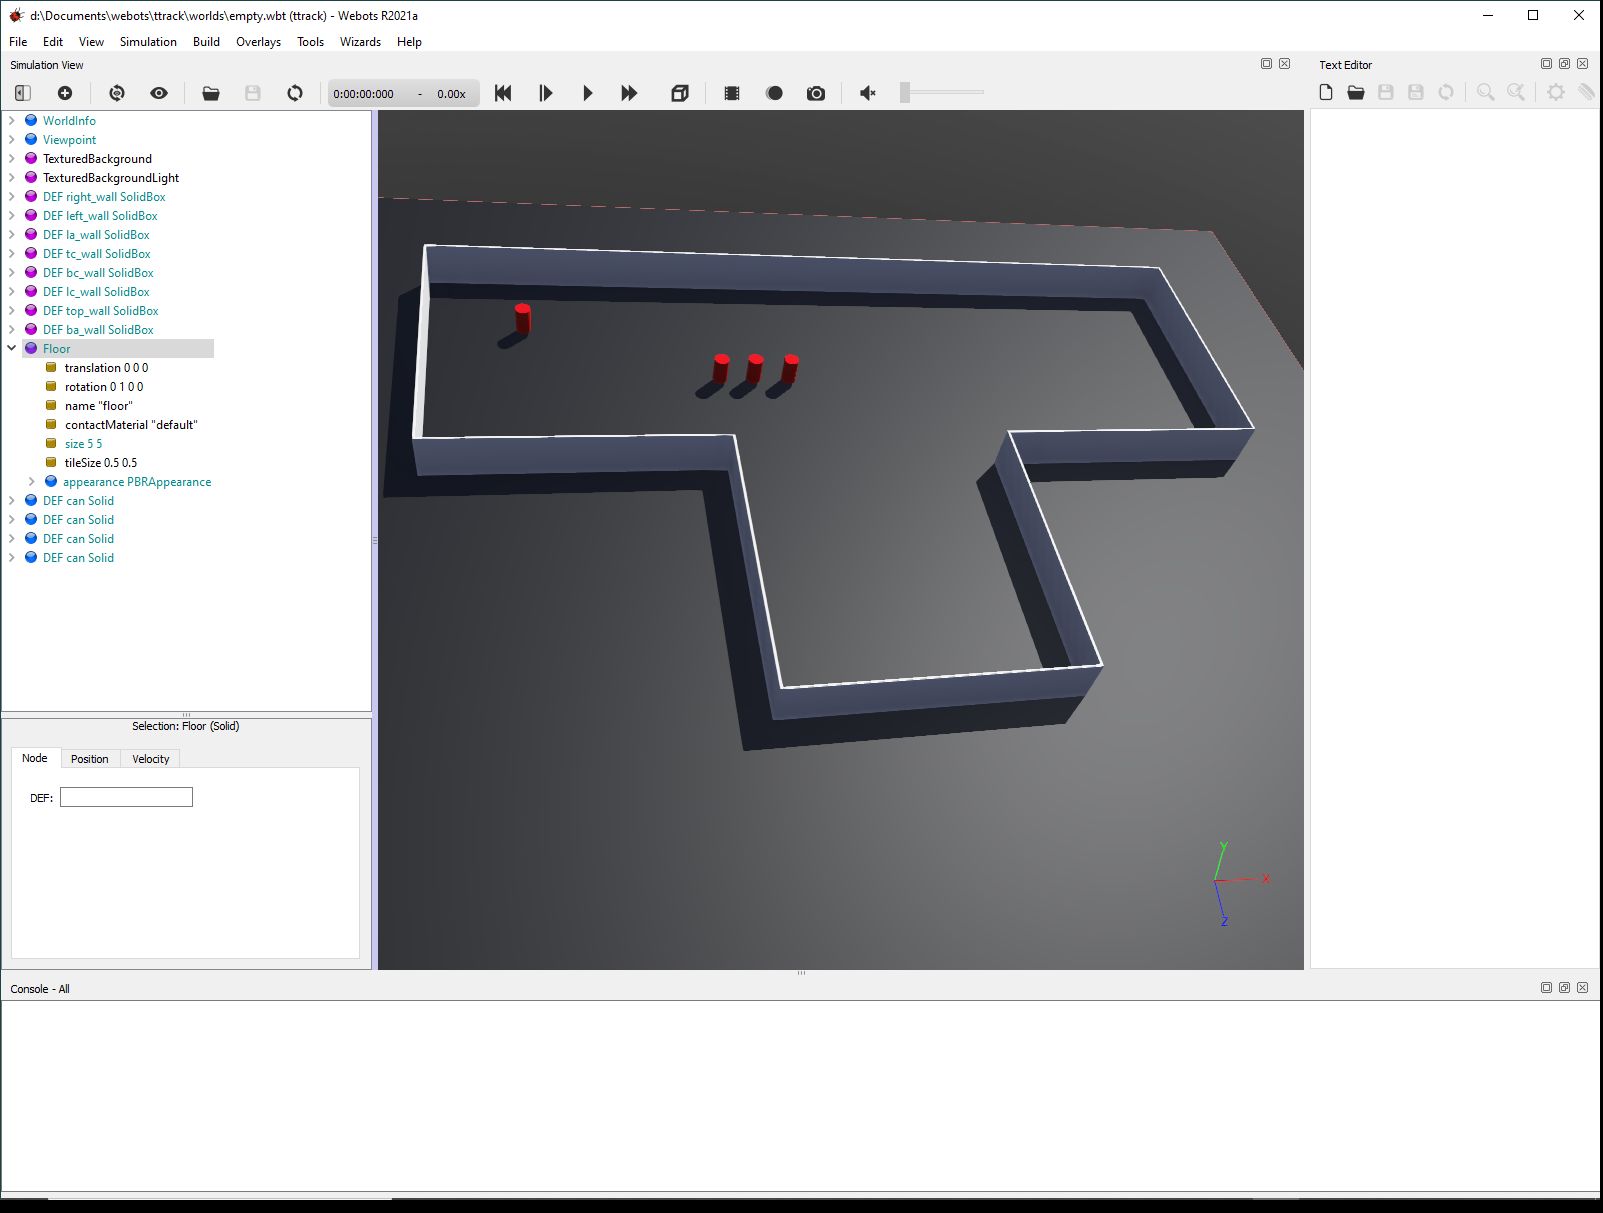 d:\Documents\webots\ttrack\worlds\empty.wbt (ttrack) - Webots R2021a
File Edit View Simulation Build Overlays Tools Wizards Help
Simulation View
Text Editor
0:00:00:000 - 0.00x
WorldInfo
Viewpoint
TexturedBackground
TexturedBackgroundLight
DEF right_wall SolidBox
DEF left_wall SolidBox
DEF la_wall SolidBox
DEF tc_wall SolidBox
DEF bc_wall SolidBox
DEF lc_wall SolidBox
DEF top_wall SolidBox
DEF ba_wall SolidBox
Floor
translation 0 0 0
rotation 0 1 0 0
name "floor"
contactMaterial "default"
size 5 5
tileSize 0.5 0.5
appearance PBRAppearance
DEF can Solid
DEF can Solid
DEF can Solid
DEF can Solid
Selection: Floor (Solid)
Node Position Velocity
DEF:
Y
X
Z
Console - All